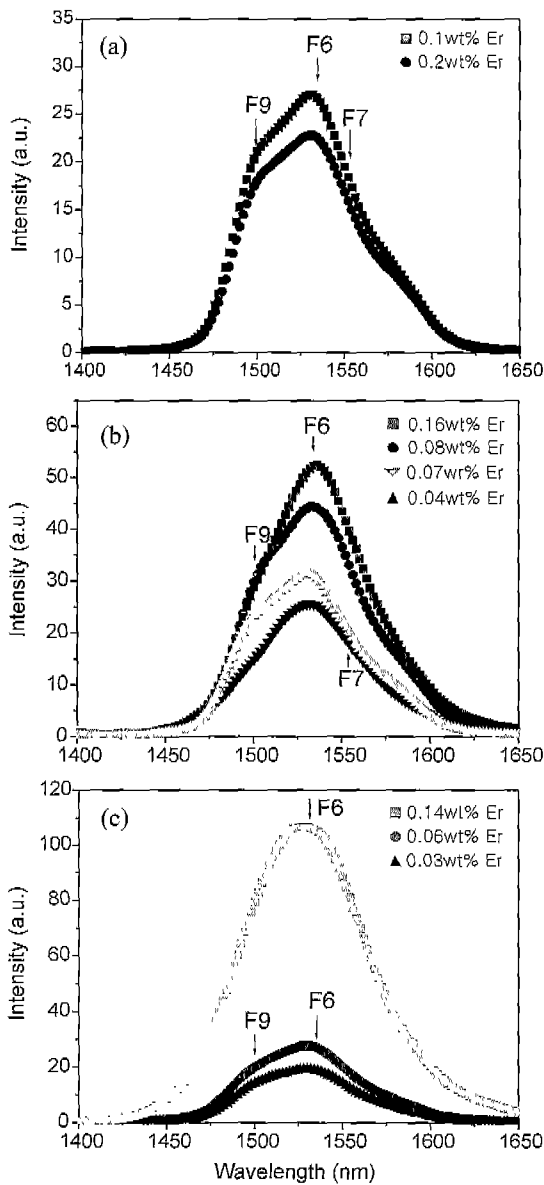 (a)
0.1wt% Er
0.2wt% Er
F6
F9
F7
35
30
25
20
15
10
5
0
Intensity (a.u.)
1400 1450 1500 1550 1600 1650
(b)
0.16wt% Er
0.08wt% Er
0.07wr% Er
0.04wt% Er
F6
F9
F7
60
50
40
30
20
10
0
Intensity (a.u.)
1400 1450 1500 1550 1600 1650
(c)
0.14wt% Er
0.06wt% Er
0.03wt% Er
F6
F9
F6
120
100
80
60
40
20
0
Intensity (a.u.)
1400 1450 1500 1550 1600 1650
Wavelength (nm)